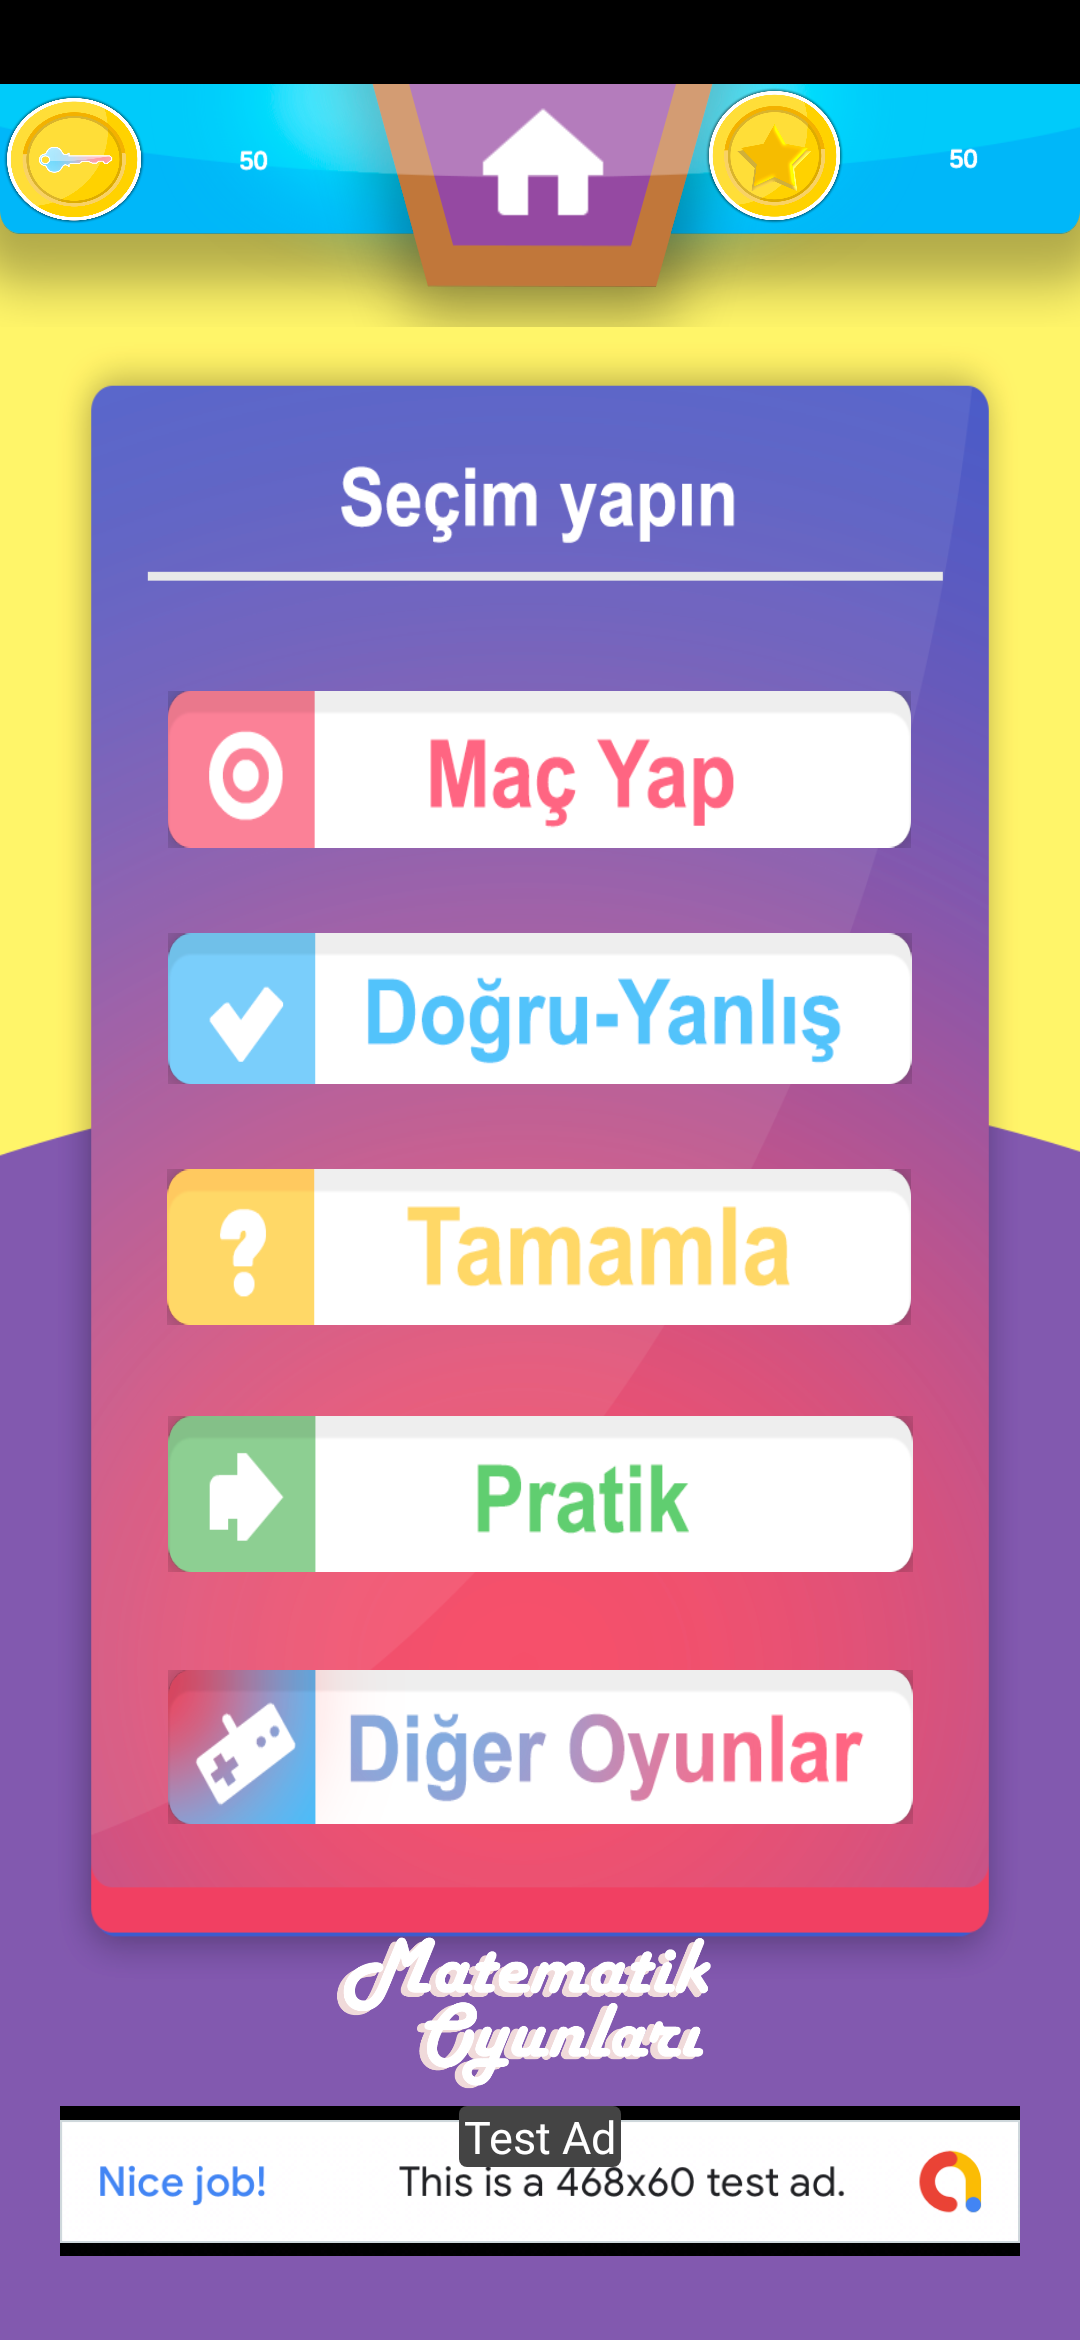 50
50
Seçim yapın
Maç Yap
Doğru-Yanlış
Tamamla
Pratik
Diğer Oyunlar
Matematik
Oyunları
Test Ad
Nice job! This is a 468x60 test ad.